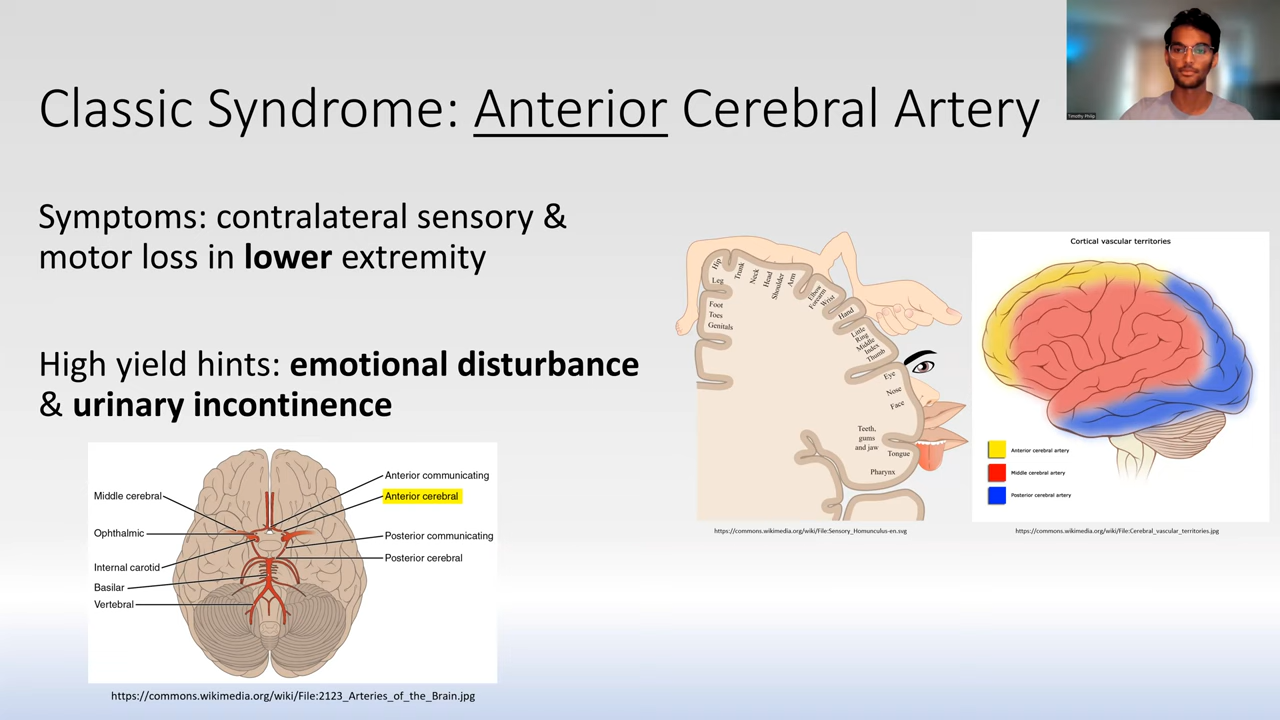 Classic Syndrome: Anterior Cerebral Artery
Timothy Philip
Symptoms: contralateral sensory &
motor loss in lower extremity
High yield hints: emotional disturbance
& urinary incontinence
Middle cerebral
Ophthalmic
Internal carotid
Basilar
Vertebral
Anterior communicating
Anterior cerebral
Posterior communicating
Posterior cerebral
https://commons.wikimedia.org/wiki/File:2123_Arteries_of_the_Brain.jpg
Hip
Leg
Foot
Toes
Genitals
Trunk
Neck
Head
Shoulder
Arm
Elbow
Forearm
Wrist
Hand
Little
Ring
Middle
Index
Thumb
Eye
Nose
Face
Teeth,
gums
and jaw
Tongue
Pharynx
https://commons.wikimedia.org/wiki/File:Sensory_Homunculus-en.svg
Cortical vascular territories
Anterior cerebral artery
Middle cerebral artery
Posterior cerebral artery
https://commons.wikimedia.org/wiki/File:Cerebral_vascular_territories.jpg